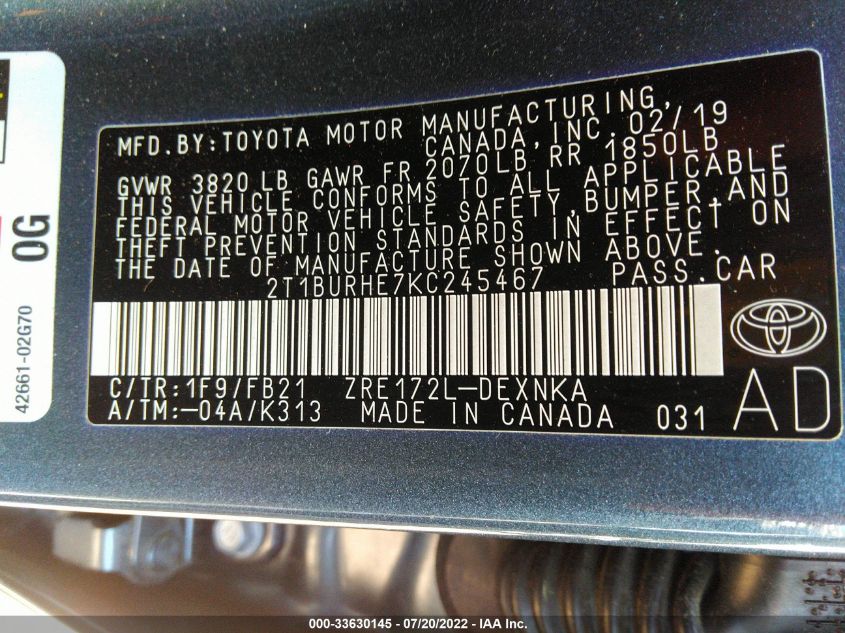 MFD.BY:TOYOTA MOTOR MANUFACTURING,
CANADA,INC. 02/19
GVWR 3820 LB GAWR FR 2070LB RR 1850LB
THIS VEHICLE CONFORMS TO ALL APPLICABLE
FEDERAL MOTOR VEHICLE SAFETY,BUMPER,AND
THEFT PREVENTION STANDARDS IN EFFECT ON
THE DATE OF MANUFACTURE SHOWN ABOVE.
2T1BURHE7KC245467 PASS.CAR
C/TR:1F9/FB21 ZRE172L-DEXNKA
A/TM:-04A/K313 MADE IN CANADA 031
AD
42661-02G70
0G
000-33630145 - 07/20/2022 - IAA Inc.